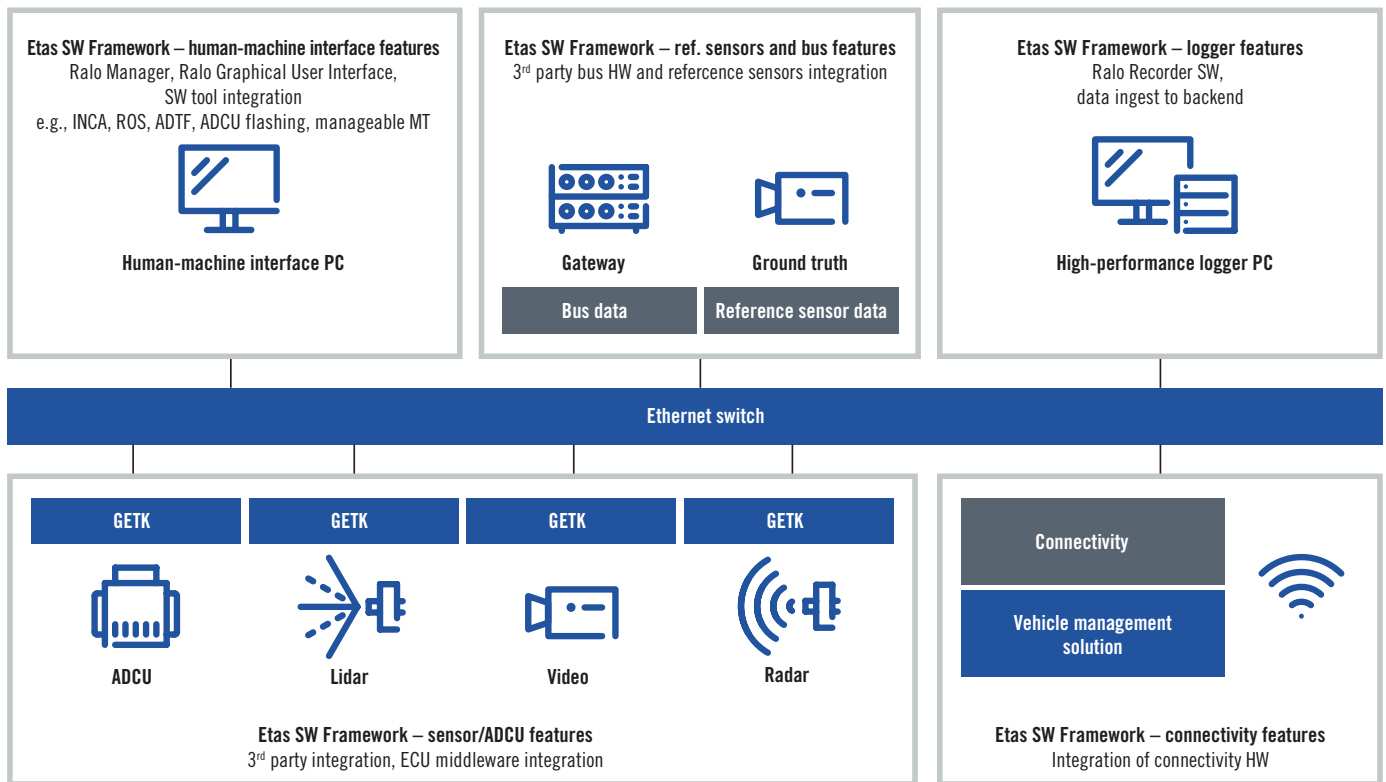 Etas SW Framework – human-machine interface features
Ralo Manager, Ralo Graphical User Interface,
SW tool integration
e.g., INCA, ROS, ADTF, ADCU flashing, manageable MT
Human-machine interface PC
Etas SW Framework – ref. sensors and bus features
3rd party bus HW and refercence sensors integration
Gateway
Ground truth
Bus data
Reference sensor data
Etas SW Framework – logger features
Ralo Recorder SW,
data ingest to backend
High-performance logger PC
Ethernet switch
GETK
GETK
GETK
GETK
ADCU
Lidar
Video
Radar
Etas SW Framework – sensor/ADCU features
3rd party integration, ECU middleware integration
Connectivity
Vehicle management
solution
Etas SW Framework – connectivity features
Integration of connectivity HW